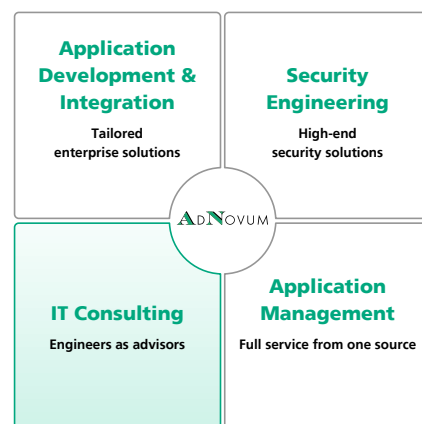 Application
Development &
Integration
Tailored
enterprise solutions
Security
Engineering
High-end
security solutions
ADNOVUM
IT Consulting
Engineers as advisors
Application
Management
Full service from one source